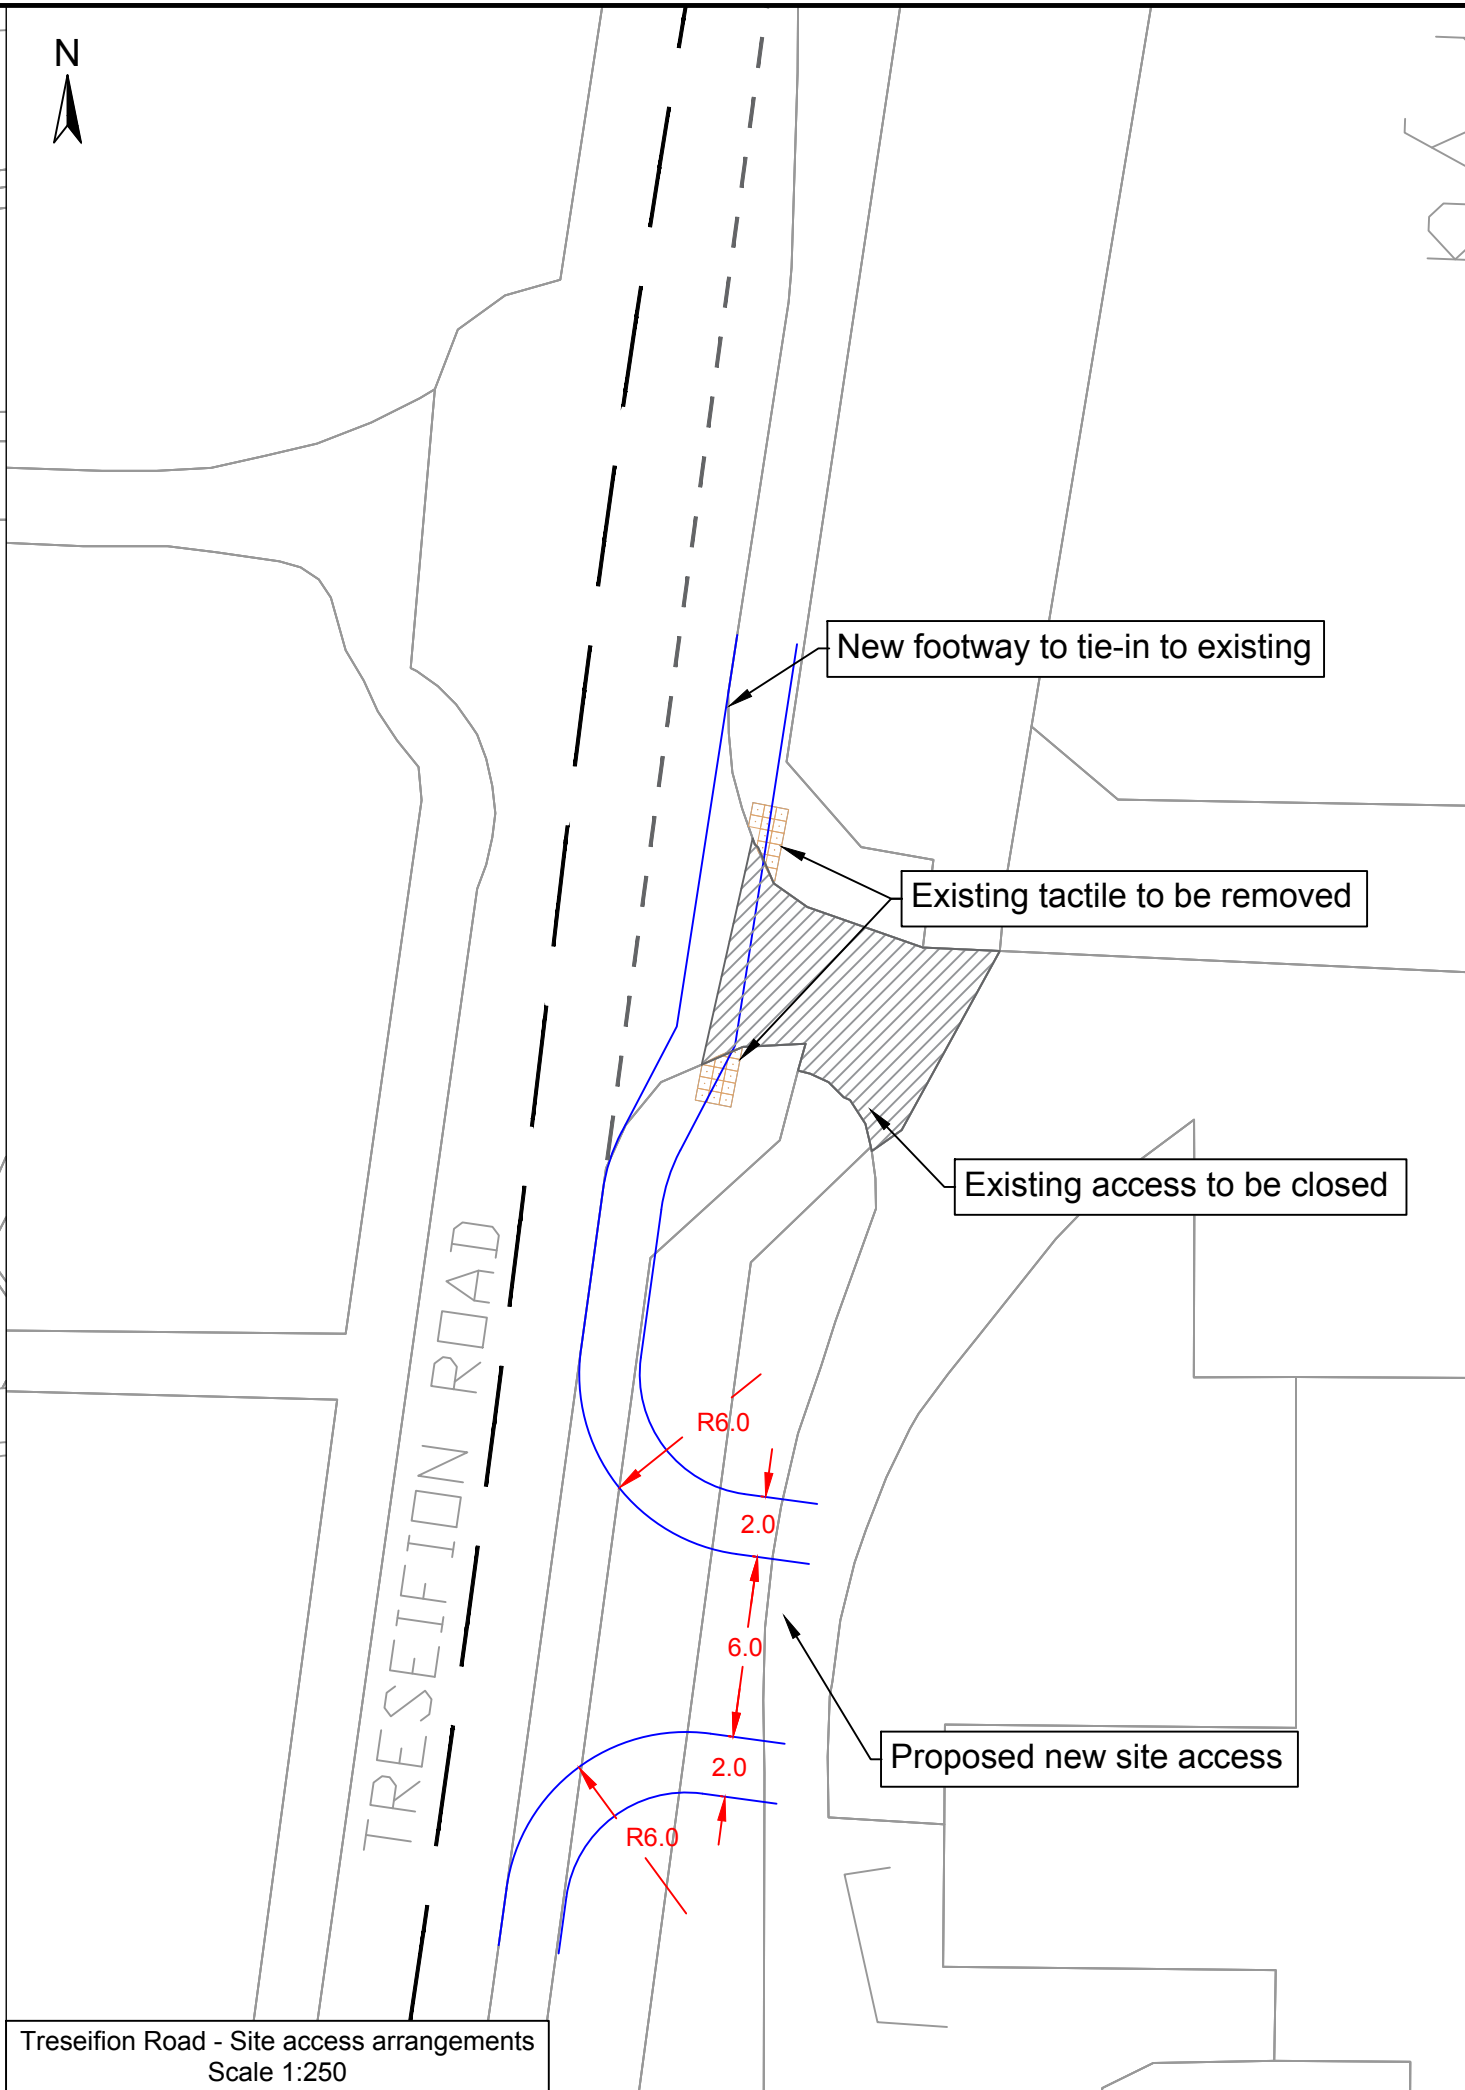 N
New footway to tie-in to existing
Existing tactile to be removed
Existing access to be closed
TRESEIFION ROAD
R6.0
2.0
6.0
Proposed new site access
2.0
R6.0
Treseifion Road - Site access arrangements
Scale 1:250